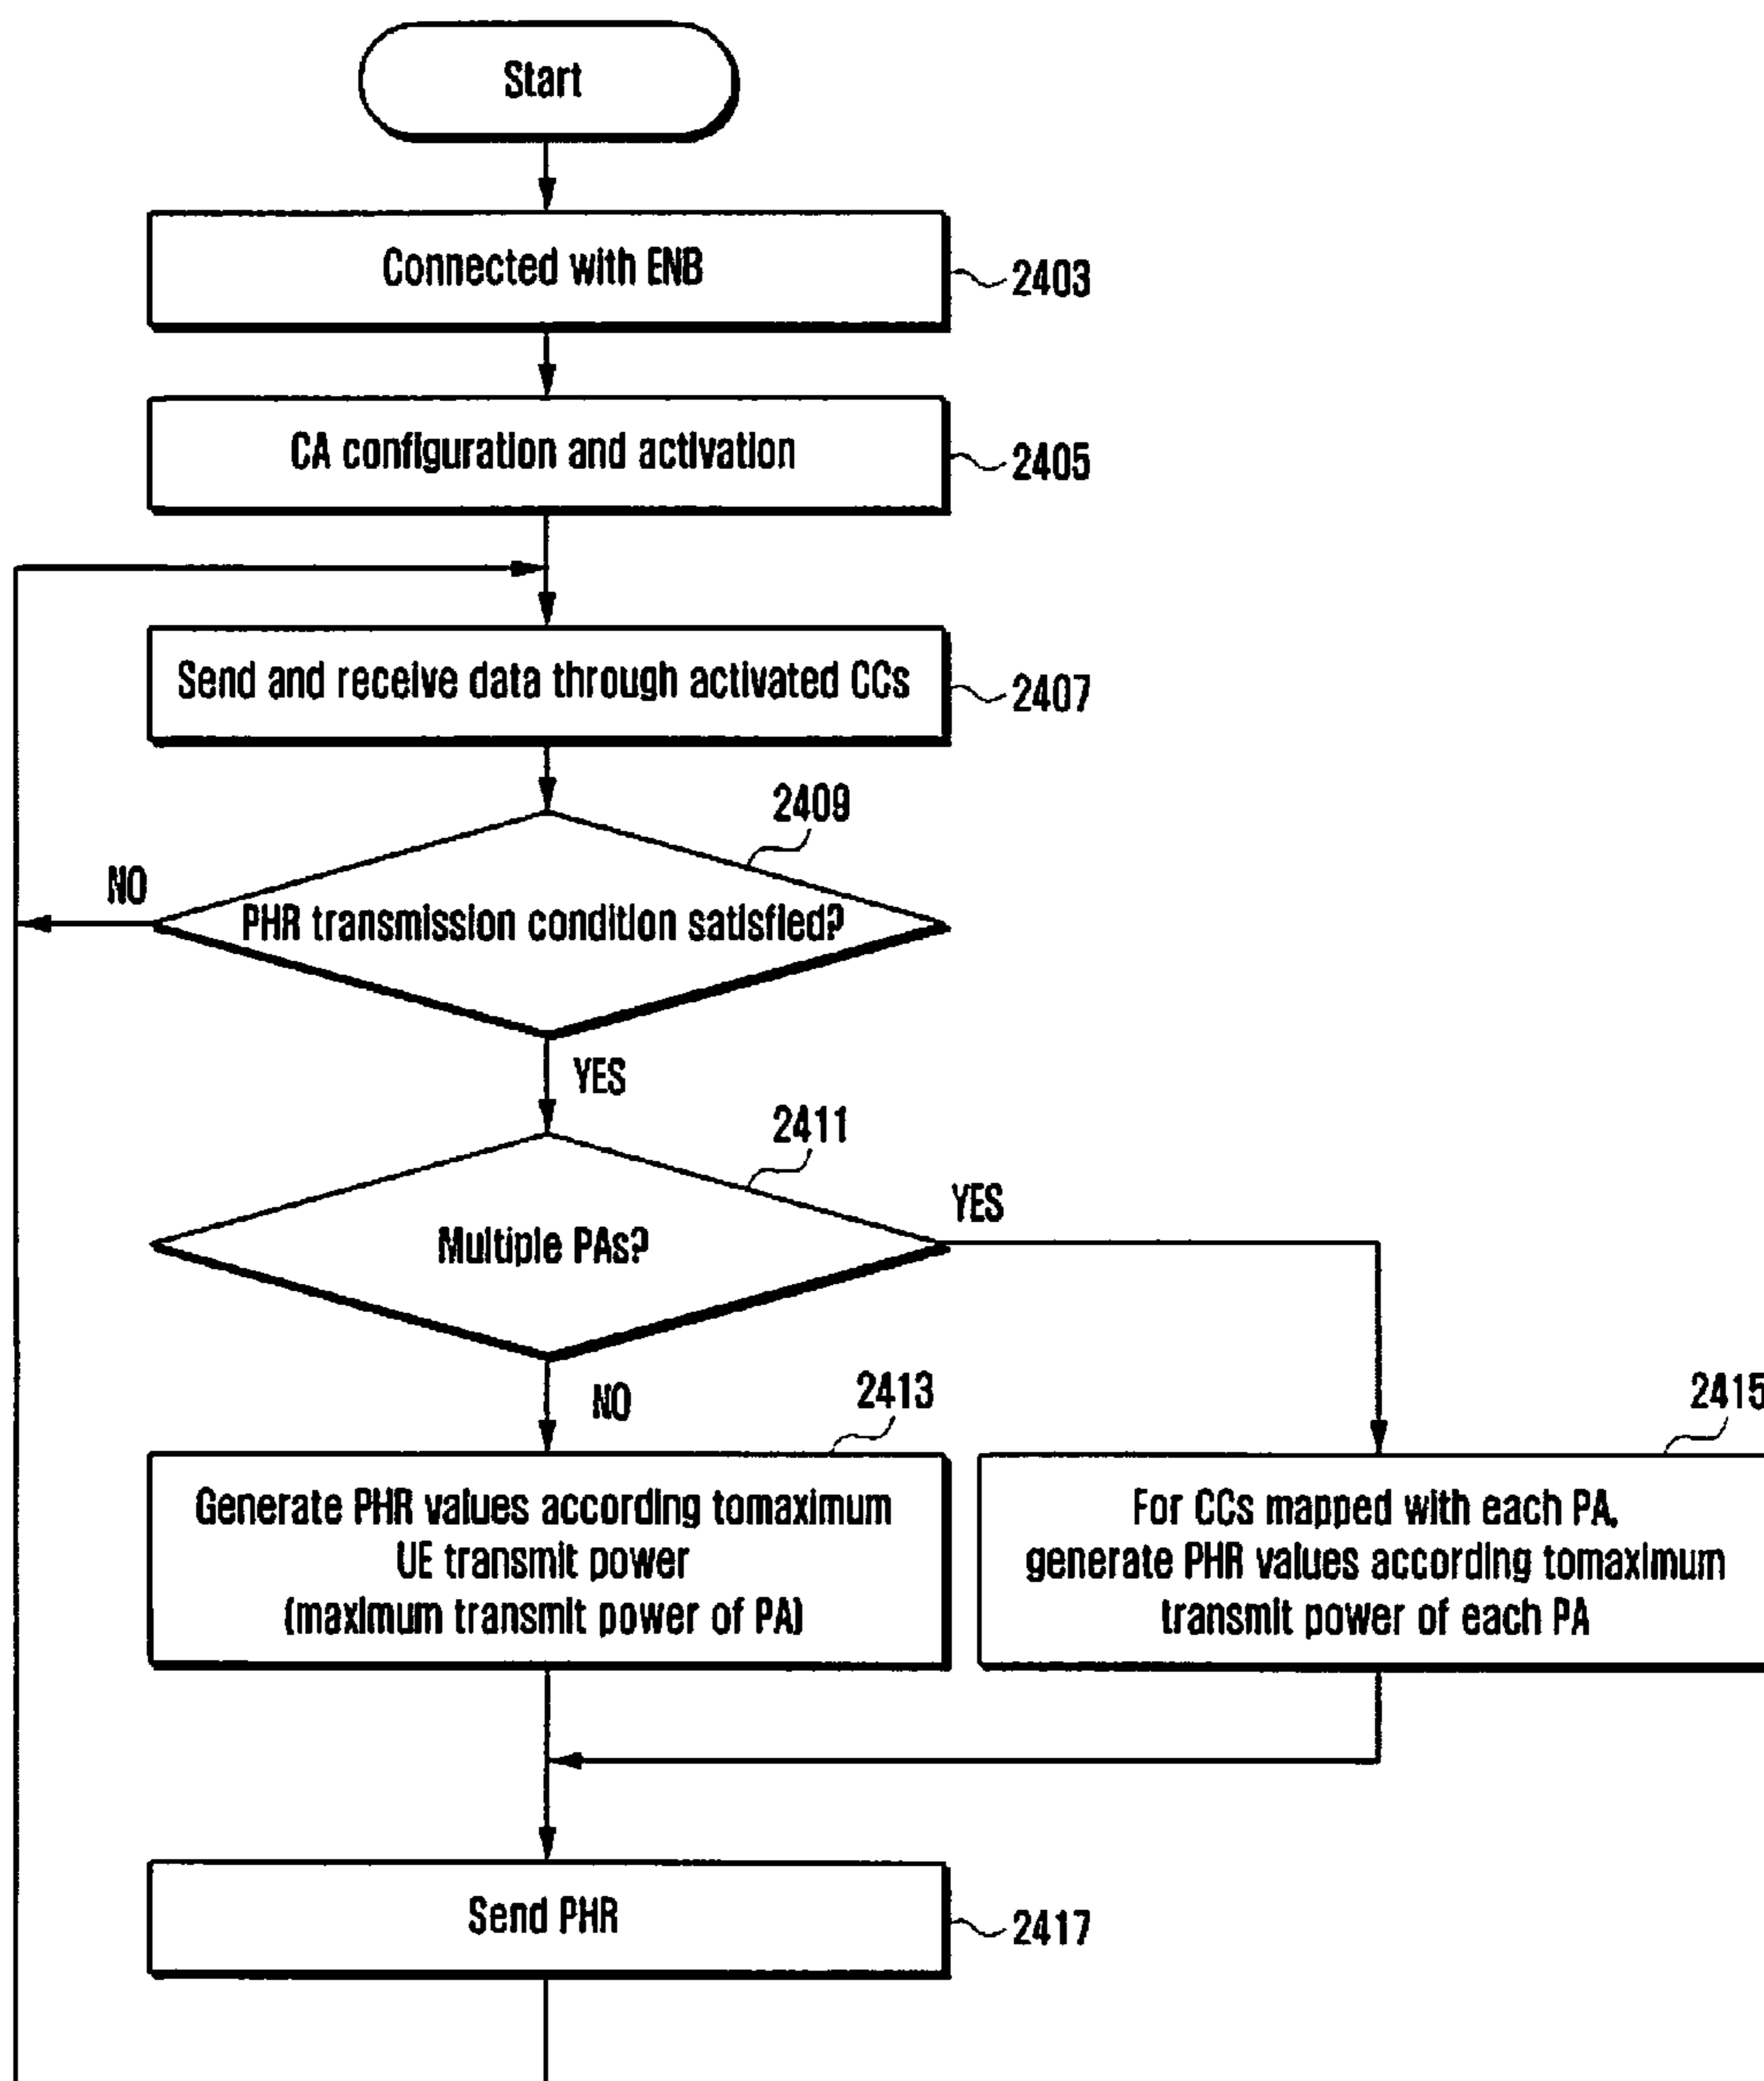 Start
Connected with ENB
2403
CA configuration and activation
2405
Send and receive data through activated CCs
2407
2409
NO
PHR transmission condition satisfied?
YES
2411
YES
Multiple PAs?
NO
2413
2415
Generate PHR values according tomaximum
UE transmit power
(maximum transmit power of PA)
For CCs mapped with each PA,
generate PHR values according tomaximum
transmit power of each PA
Send PHR
2417